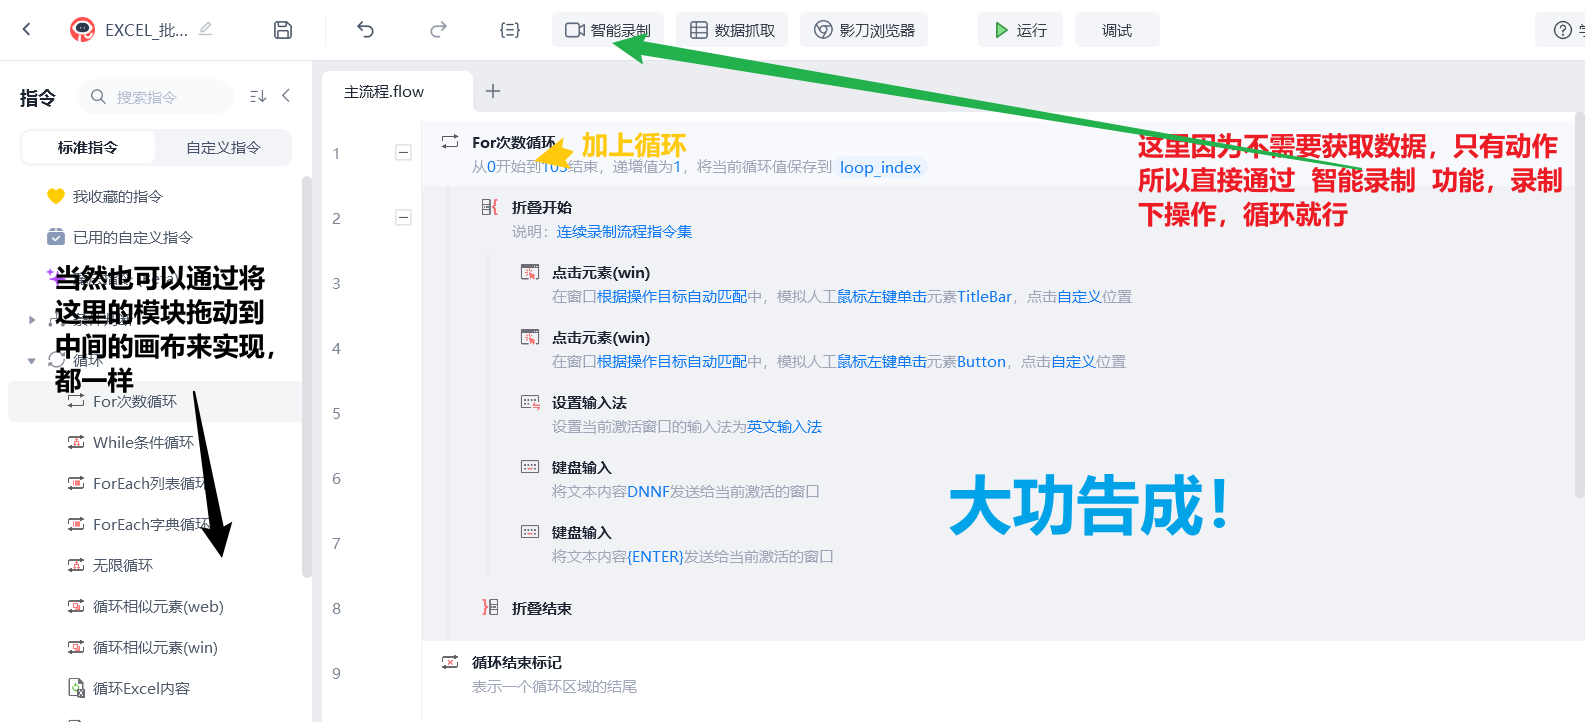 EXCEL_批...
智能录制
数据抓取
影刀浏览器
运行
调试
指令
搜索指令
标准指令
自定义指令
我收藏的指令
已用的自定义指令
当然也可以通过将
这里的模块拖动到
中间的画布来实现，
都一样
循环
For次数循环
While条件循环
ForEach列表循环
ForEach字典循环
无限循环
循环相似元素(web)
循环相似元素(win)
循环Excel内容
主流程.flow
1
For次数循环
加上循环
从0开始到105结束，递增值为1，将当前循环值保存到 loop_index
这里因为不需要获取数据，只有动作
所以直接通过 智能录制 功能，录制
下操作，循环就行
2
折叠开始
说明：连续录制流程指令集
3
点击元素(win)
在窗口根据操作目标自动匹配中，模拟人工鼠标左键单击元素TitleBar，点击自定义位置
4
点击元素(win)
在窗口根据操作目标自动匹配中，模拟人工鼠标左键单击元素Button，点击自定义位置
5
设置输入法
设置当前激活窗口的输入法为英文输入法
6
键盘输入
将文本内容DNNF发送给当前激活的窗口
大功告成！
7
键盘输入
将文本内容{ENTER}发送给当前激活的窗口
8
折叠结束
9
循环结束标记
表示一个循环区域的结尾